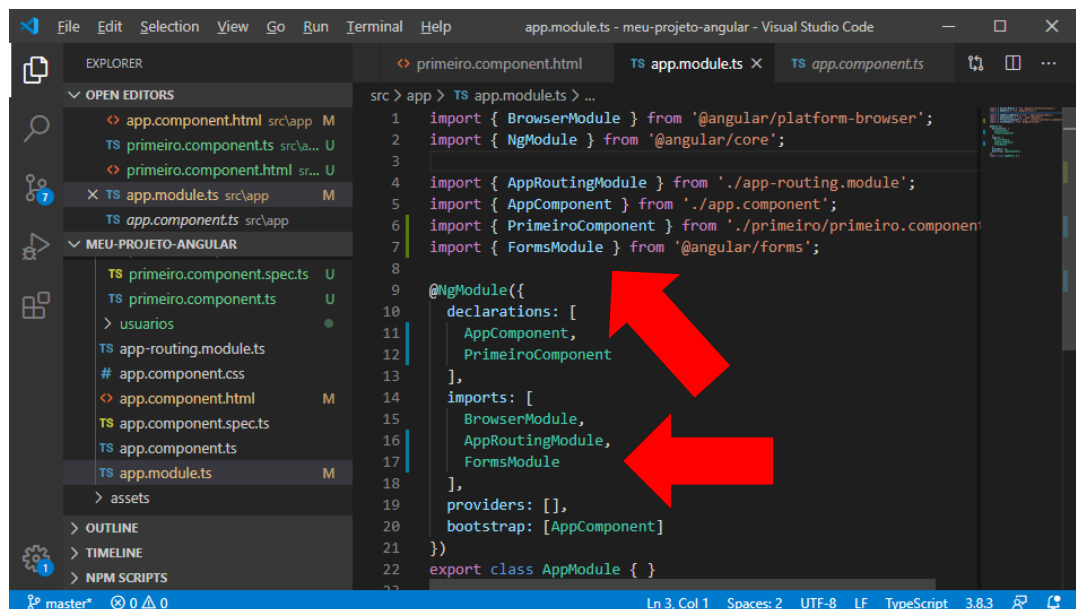 File Edit Selection View Go Run Terminal Help app.module.ts - meu-projeto-angular - Visual Studio Code
EXPLORER
OPEN EDITORS
<> app.component.html src\app M
TS primeiro.component.ts src\a... U
<> primeiro.component.html sr... U
TS app.module.ts src\app M
TS app.component.ts src\app
MEU-PROJETO-ANGULAR
TS primeiro.component.spec.ts U
TS primeiro.component.ts U
> usuarios
TS app-routing.module.ts
# app.component.css
<> app.component.html M
TS app.component.spec.ts
TS app.component.ts
TS app.module.ts M
> assets
> OUTLINE
> TIMELINE
> NPM SCRIPTS
7
1
<> primeiro.component.html TS app.module.ts TS app.component.ts ...
src > app > TS app.module.ts > ...
1 import { BrowserModule } from '@angular/platform-browser';
2 import { NgModule } from '@angular/core';
3
4 import { AppRoutingModule } from './app-routing.module';
5 import { AppComponent } from './app.component';
6 import { PrimeiroComponent } from './primeiro/primeiro.component
7 import { FormsModule } from '@angular/forms';
8
9 @NgModule({
10 declarations: [
11 AppComponent,
12 PrimeiroComponent
13 ],
14 imports: [
15 BrowserModule,
16 AppRoutingModule,
17 FormsModule
18 ],
19 providers: [],
20 bootstrap: [AppComponent]
21 })
22 export class AppModule { }
master* 0 0 Ln 3, Col 1 Spaces: 2 UTF-8 LF TypeScript 3.8.3